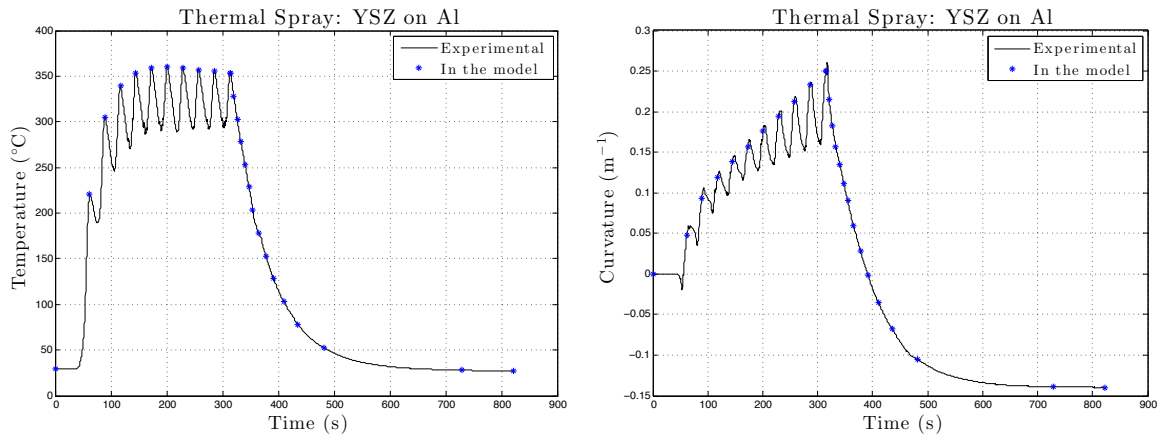 Thermal Spray: YSZ on Al
400
350
300
250
200
150
100
50
0
Temperature (°C)
0 100 200 300 400 500 600 700 800 900
Time (s)
Experimental
In the model
Thermal Spray: YSZ on Al
0.3
0.25
0.2
0.15
0.1
0.05
0
−0.05
−0.1
−0.15
Curvature (m⁻¹)
0 100 200 300 400 500 600 700 800 900
Time (s)
Experimental
In the model